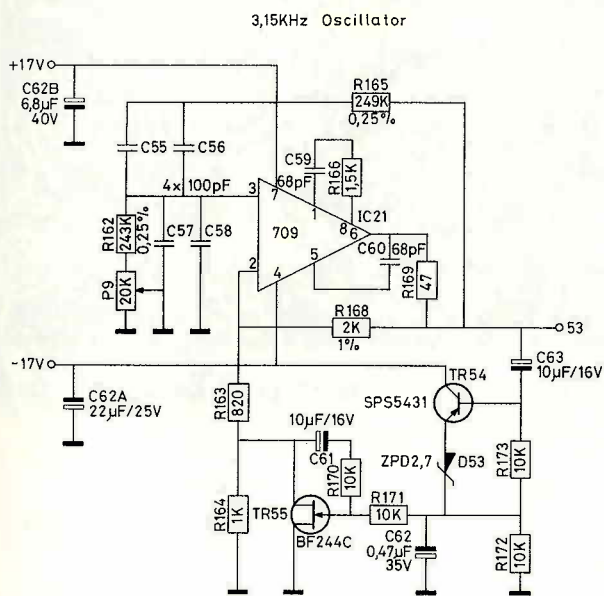 3,15KHz Oscillator
+17V
C62B
6,8µF
40V
R165
249K
0,25%
C55
C56
4x 100pF
C59
68pF
R166
1,5K
IC21
3
7
1
8
6
709
2
4
5
R162
243K
0,25%
C57
C58
P9
20K
C60
68pF
R169
47
R168
2K
1%
53
-17V
C62A
22µF/25V
R163
820
TR54
SPS5431
C63
10µF/16V
10µF/16V
C61
R170
10K
ZPD2,7
D53
R173
10K
R164
1K
TR55
BF244C
R171
10K
C62
0,47µF
35V
R172
10K